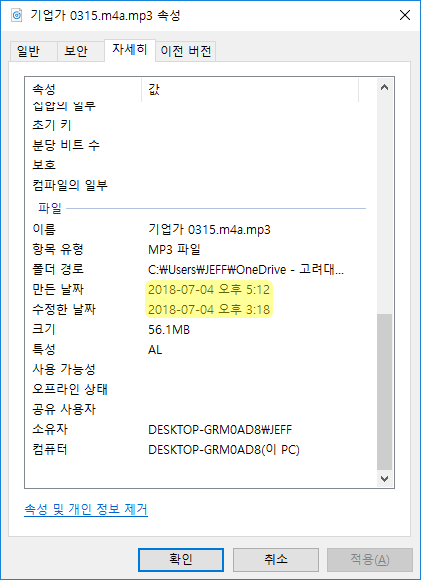 기업가 0315.m4a.mp3 속성
일반 보안 자세히 이전 버전
속성 값
집합의 일부
초기 키
분당 비트 수
보호
컴파일의 일부
파일
이름 기업가 0315.m4a.mp3
항목 유형 MP3 파일
폴더 경로 C:₩Users₩JEFF₩OneDrive - 고려대...
만든 날짜 2018-07-04 오후 5:12
수정한 날짜 2018-07-04 오후 3:18
크기 56.1MB
특성 AL
사용 가능성
오프라인 상태
공유 사용자
소유자 DESKTOP-GRM0AD8₩JEFF
컴퓨터 DESKTOP-GRM0AD8(이 PC)
속성 및 개인 정보 제거
확인 취소 적용(A)